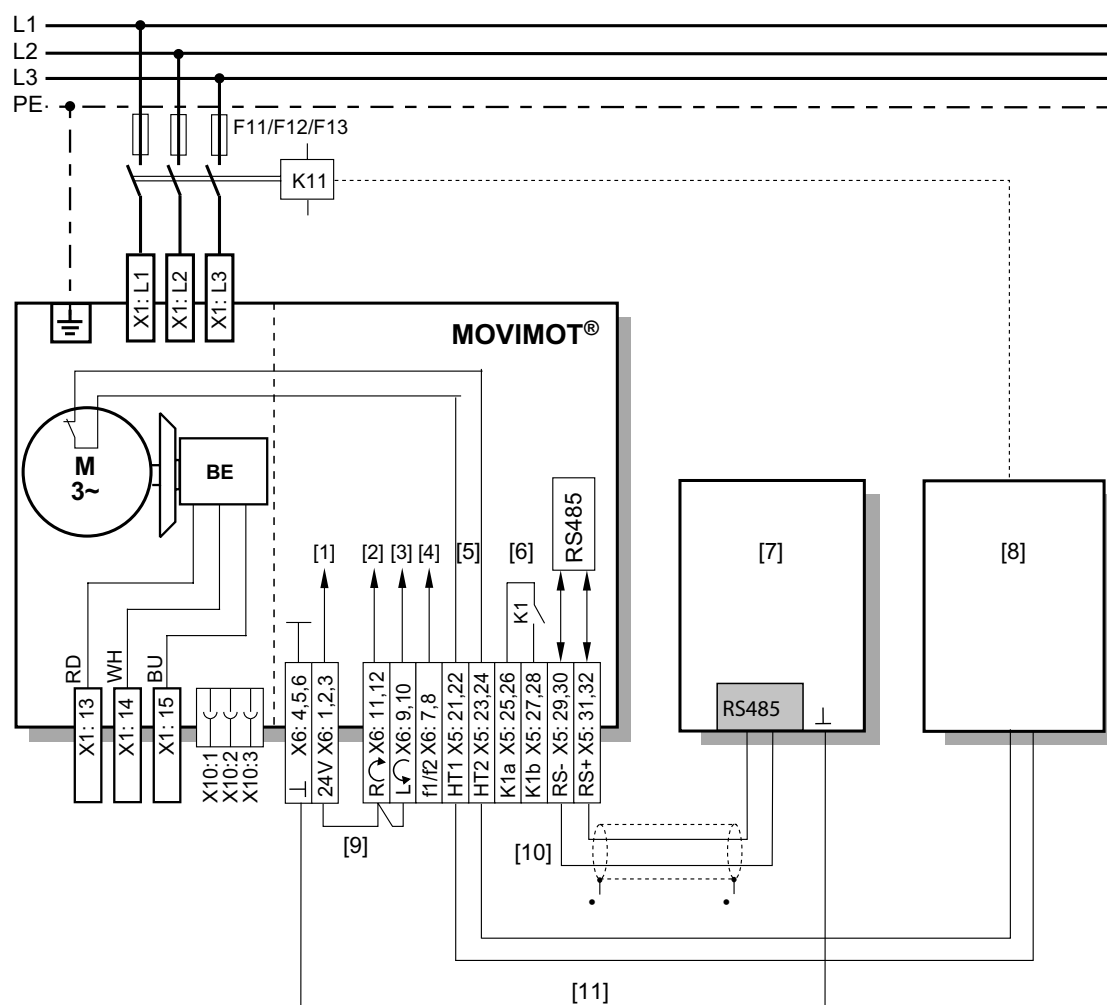 L1
L2
L3
PE
F11/F12/F13
K11
X1: L1
X1: L2
X1: L3
MOVIMOT®
M
3~
BE
RS485
[1]
[2]
[3]
[4]
[5]
[6]
[7]
[8]
K1
RD
WH
BU
X1: 13
X1: 14
X1: 15
X10:1
X10:2
X10:3
X6: 4,5,6
24V X6: 1,2,3
R X6: 11,12
L X6: 9,10
f1/f2 X6: 7,8
HT1 X5: 21,22
HT2 X5: 23,24
K1a X5: 25,26
K1b X5: 27,28
RS- X5: 29,30
RS+ X5: 31,32
RS485
[9]
[10]
[11]